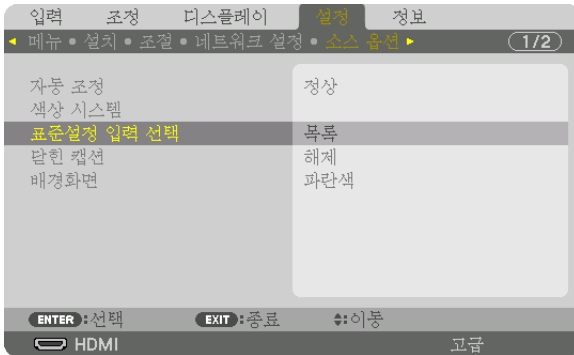 입력 조정 디스플레이 설정 정보
메뉴 • 설치 • 조절 • 네트워크 설정 • 소스 옵션 1/2
자동 조정 정상
색상 시스템
표준설정 입력 선택 목록
닫힌 캡션 해제
배경화면 파란색
ENTER :선택 EXIT :종료 :이동
HDMI 고급